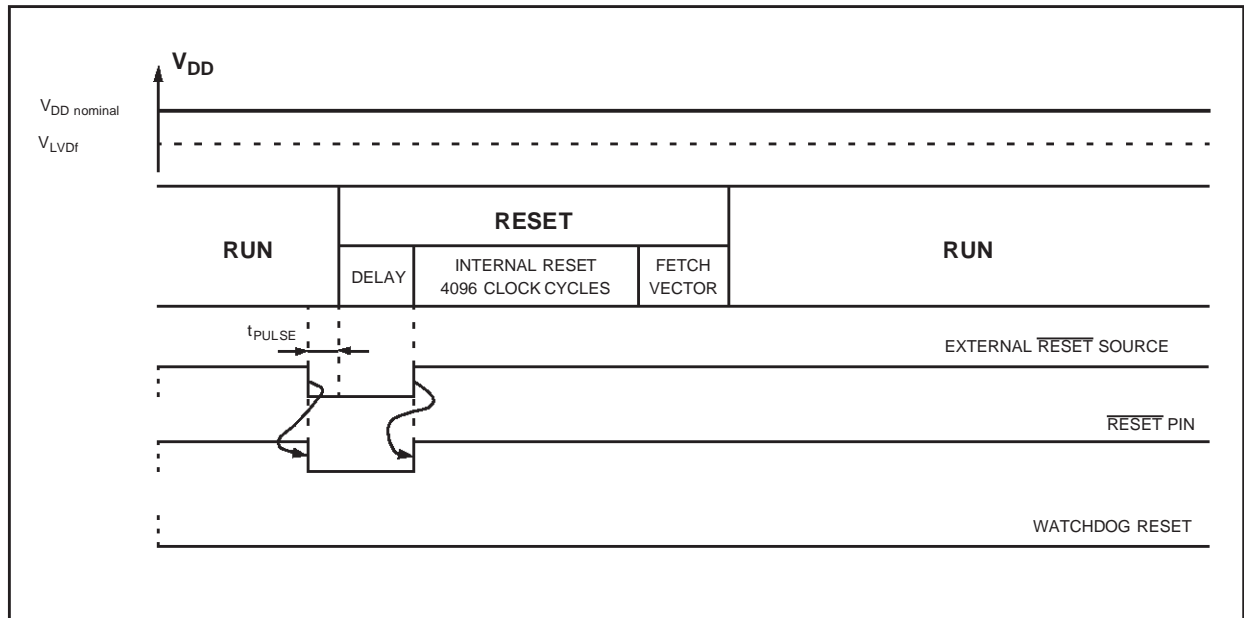 VDD
VDD nominal
VLVDf
RUN
RESET
RUN
DELAY
INTERNAL RESET
4096 CLOCK CYCLES
FETCH
VECTOR
tPULSE
EXTERNAL RESET SOURCE
RESET PIN
WATCHDOG RESET